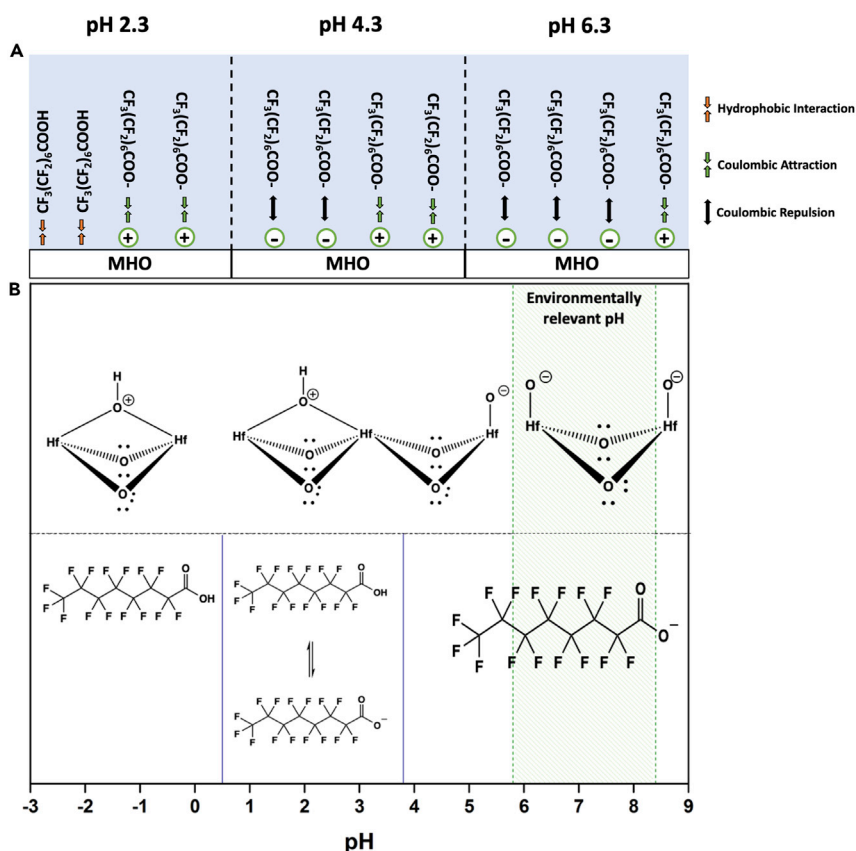 pH 2.3 pH 4.3 pH 6.3
A
CF₃(CF₂)₆COOH
CF₃(CF₂)₆COOH
CF₃(CF₂)₆COO-
CF₃(CF₂)₆COO-
CF₃(CF₂)₆COO-
CF₃(CF₂)₆COO-
CF₃(CF₂)₆COO-
CF₃(CF₂)₆COO-
CF₃(CF₂)₆COO-
CF₃(CF₂)₆COO-
CF₃(CF₂)₆COO-
CF₃(CF₂)₆COO-
+ + - - + + - - - +
MHO MHO MHO
Hydrophobic Interaction
Coulombic Attraction
Coulombic Repulsion
B
Environmentally
relevant pH
H
O +
Hf Hf
O
O
H
O +
O -
Hf Hf Hf
O O
O O
O - O -
Hf Hf
O
O
F F F F F F O
F
F OH
F F F F F F F
F F F F F F O
F
F OH
F F F F F F F
F F F F F F O
F
F O-
F F F F F F F
F F F F F F O
F
F O-
F F F F F F F
-3 -2 -1 0 1 2 3 4 5 6 7 8 9
pH